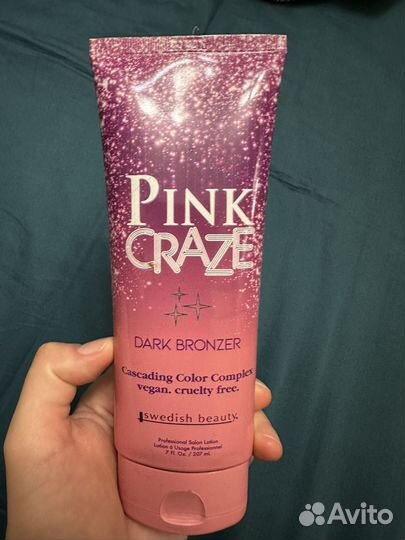 PINK
CRAZE
DARK BRONZER
Cascading Color Complex
vegan. cruelty free.
swedish beauty
Professional Salon Lotion
Lotion à Usage Professionnel
7 fl. Oz. / 207 mL
Avito